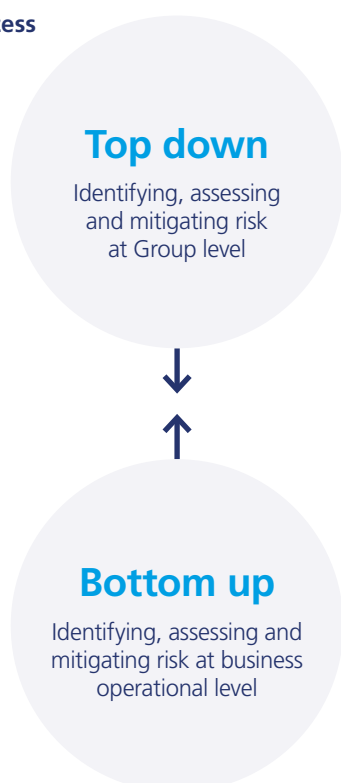 Top down
Identifying, assessing
and mitigating risk
at Group level
Bottom up
Identifying, assessing and
mitigating risk at business
operational level